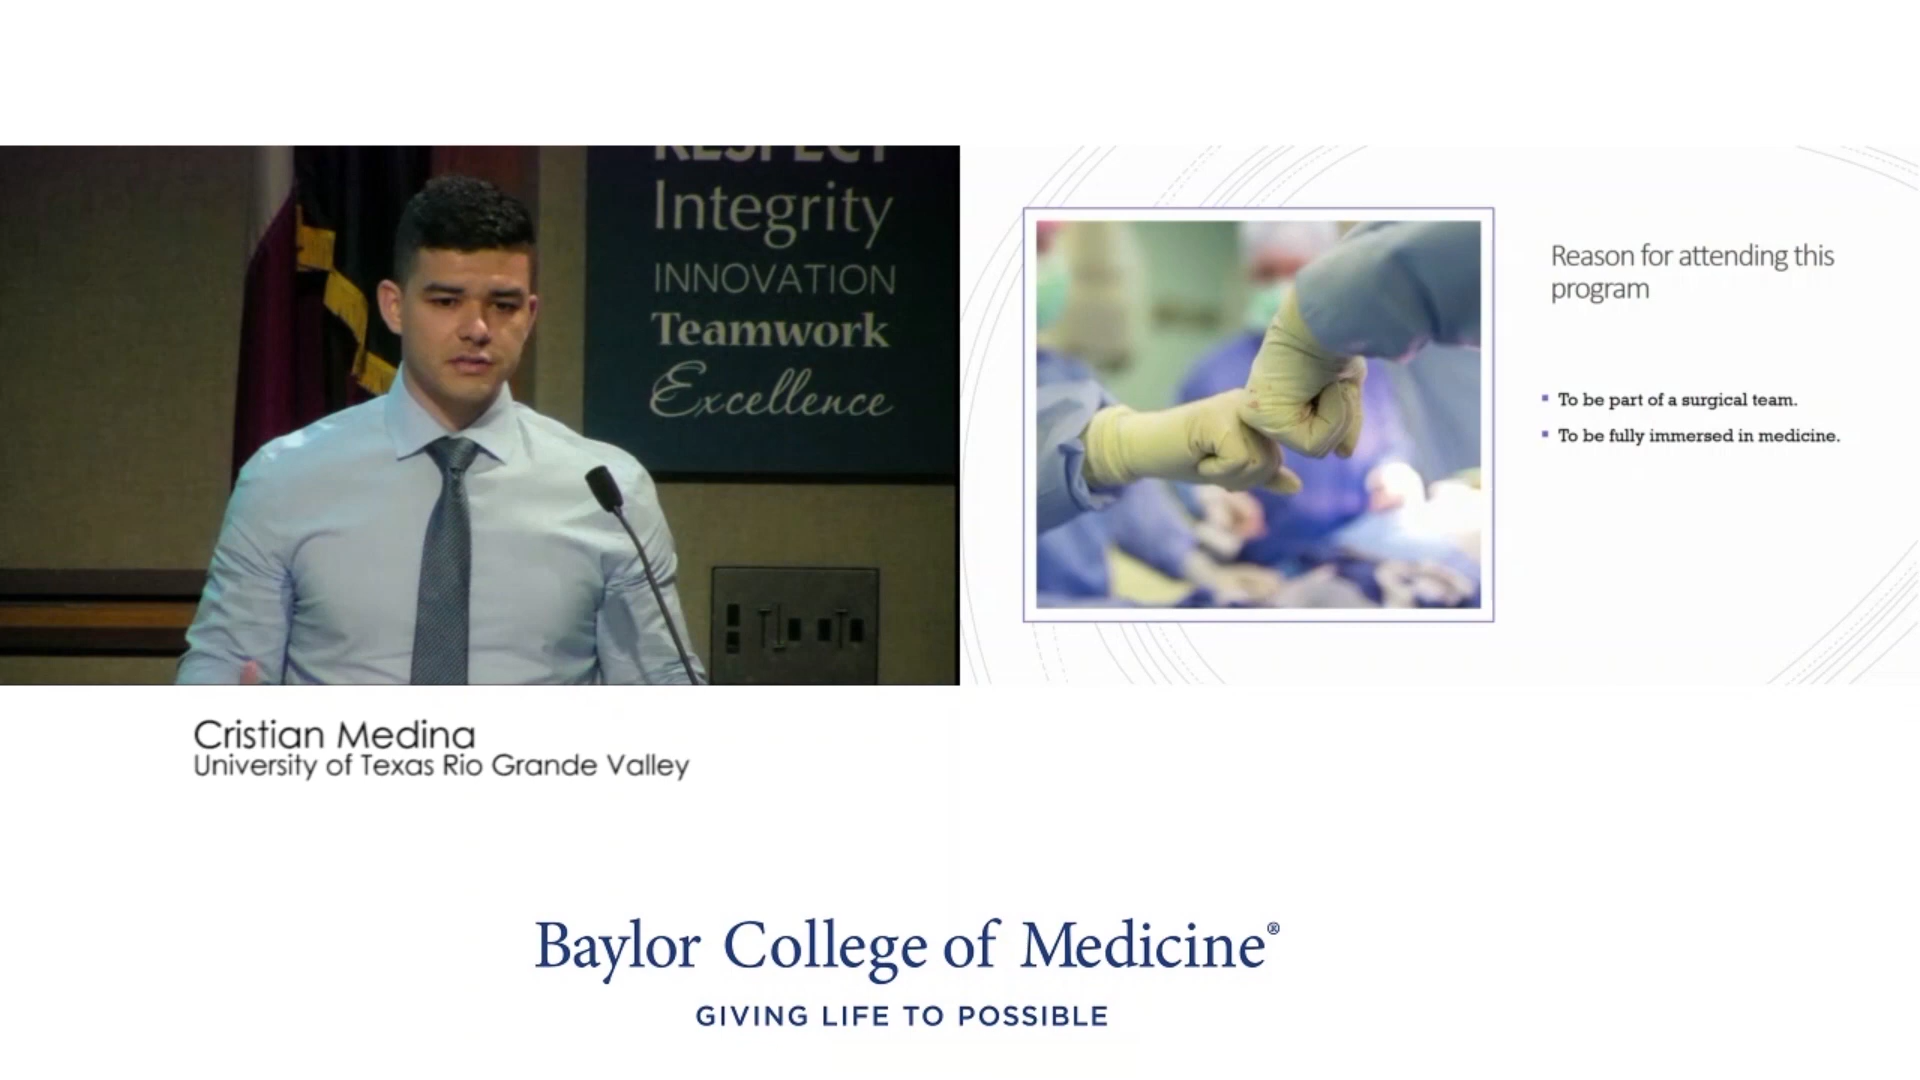 RESPECT
Integrity
INNOVATION
Teamwork
Excellence
Reason for attending this
program
To be part of a surgical team.
To be fully immersed in medicine.
Cristian Medina
University of Texas Rio Grande Valley
Baylor College of Medicine®
GIVING LIFE TO POSSIBLE